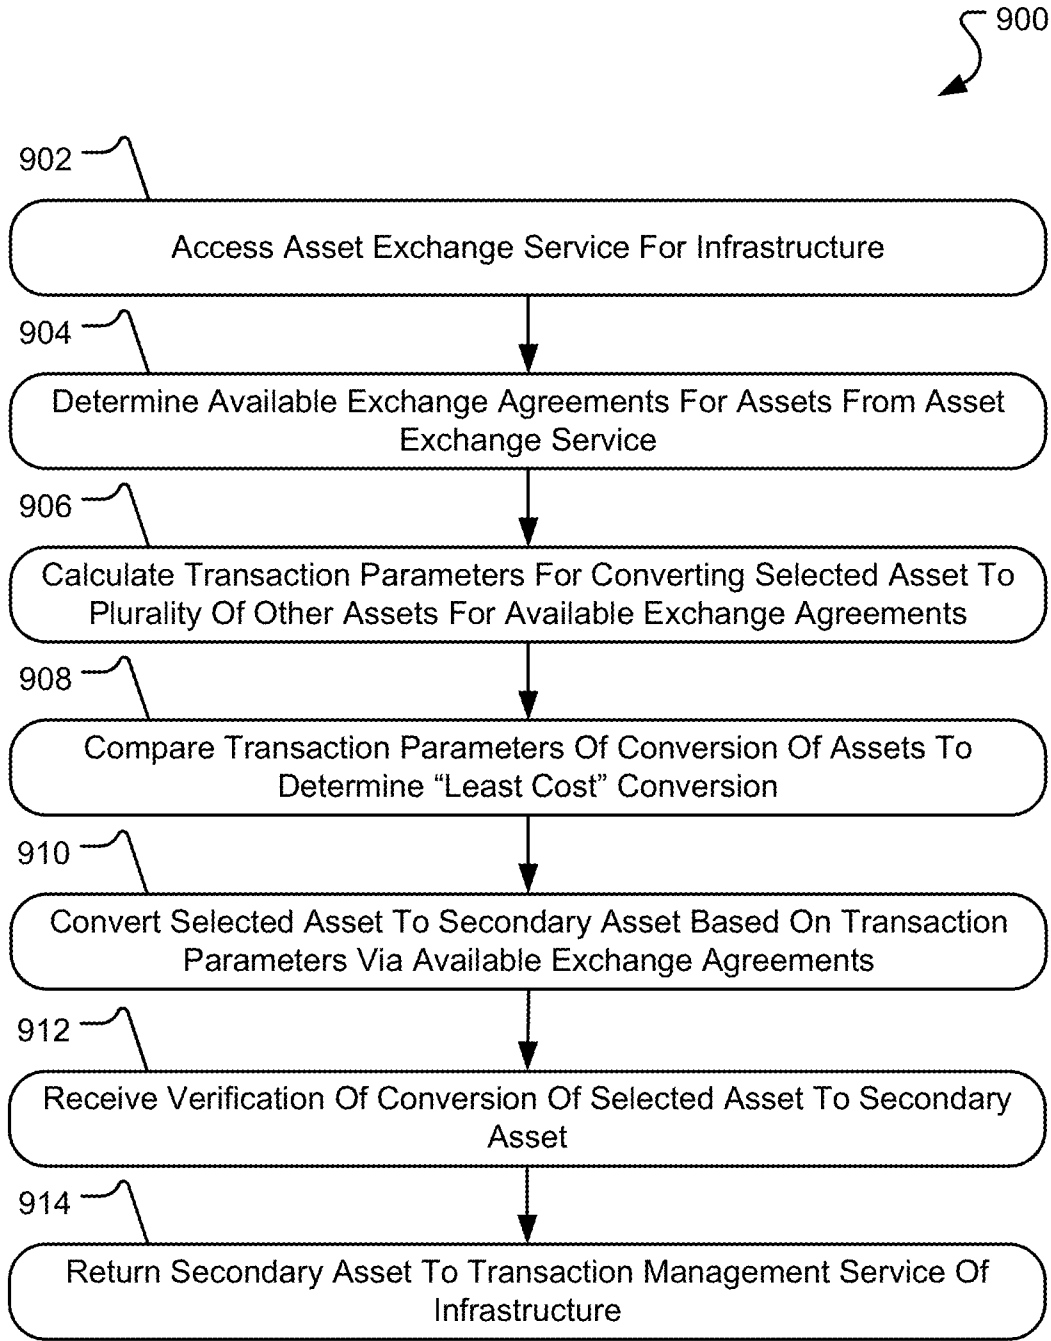 900
902
Access Asset Exchange Service For Infrastructure
904
Determine Available Exchange Agreements For Assets From Asset
Exchange Service
906
Calculate Transaction Parameters For Converting Selected Asset To
Plurality Of Other Assets For Available Exchange Agreements
908
Compare Transaction Parameters Of Conversion Of Assets To
Determine “Least Cost” Conversion
910
Convert Selected Asset To Secondary Asset Based On Transaction
Parameters Via Available Exchange Agreements
912
Receive Verification Of Conversion Of Selected Asset To Secondary
Asset
914
Return Secondary Asset To Transaction Management Service Of
Infrastructure